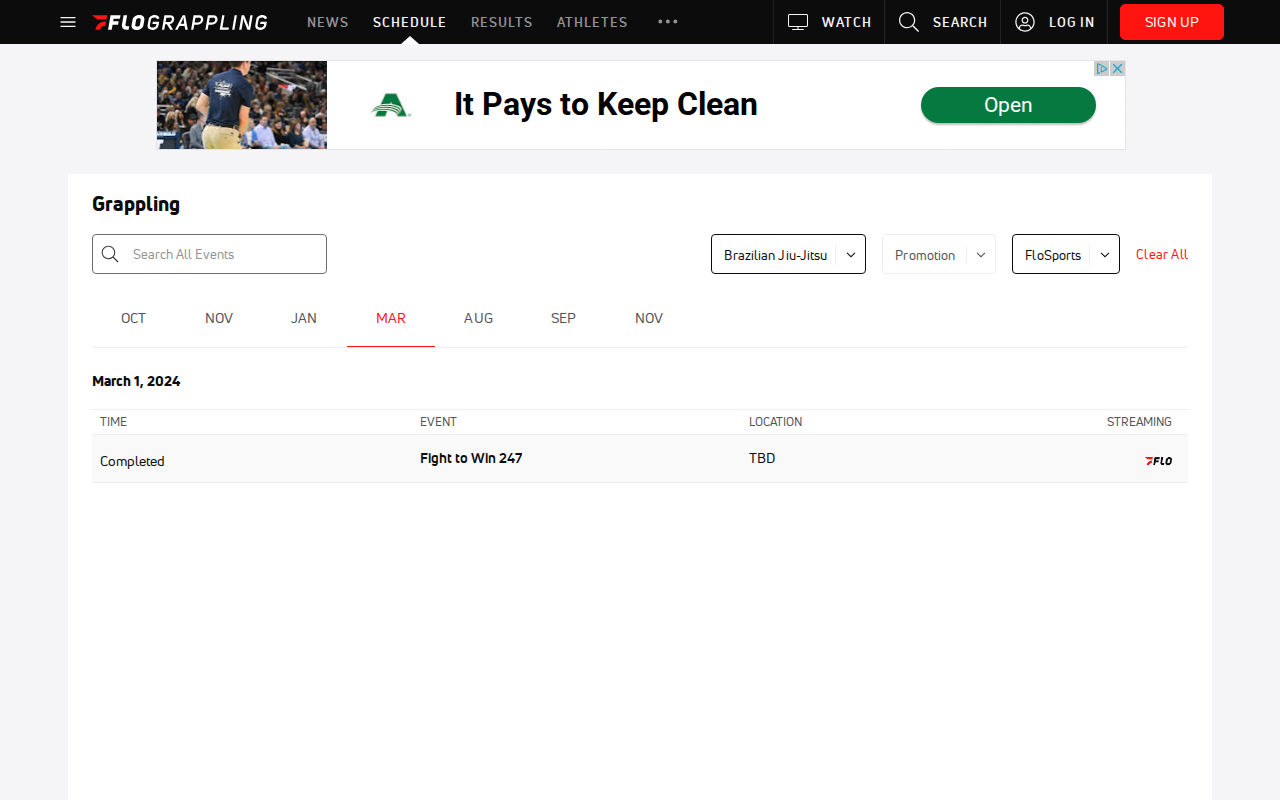 FLOGRAPPLING NEWS SCHEDULE RESULTS ATHLETES WATCH SEARCH LOG IN SIGN UP
It Pays to Keep Clean
Open
Grappling
Search All Events Brazilian Jiu-Jitsu Promotion FloSports Clear All
OCT NOV JAN MAR AUG SEP NOV
March 1, 2024
TIME EVENT LOCATION STREAMING
Completed Fight to Win 247 TBD FLO